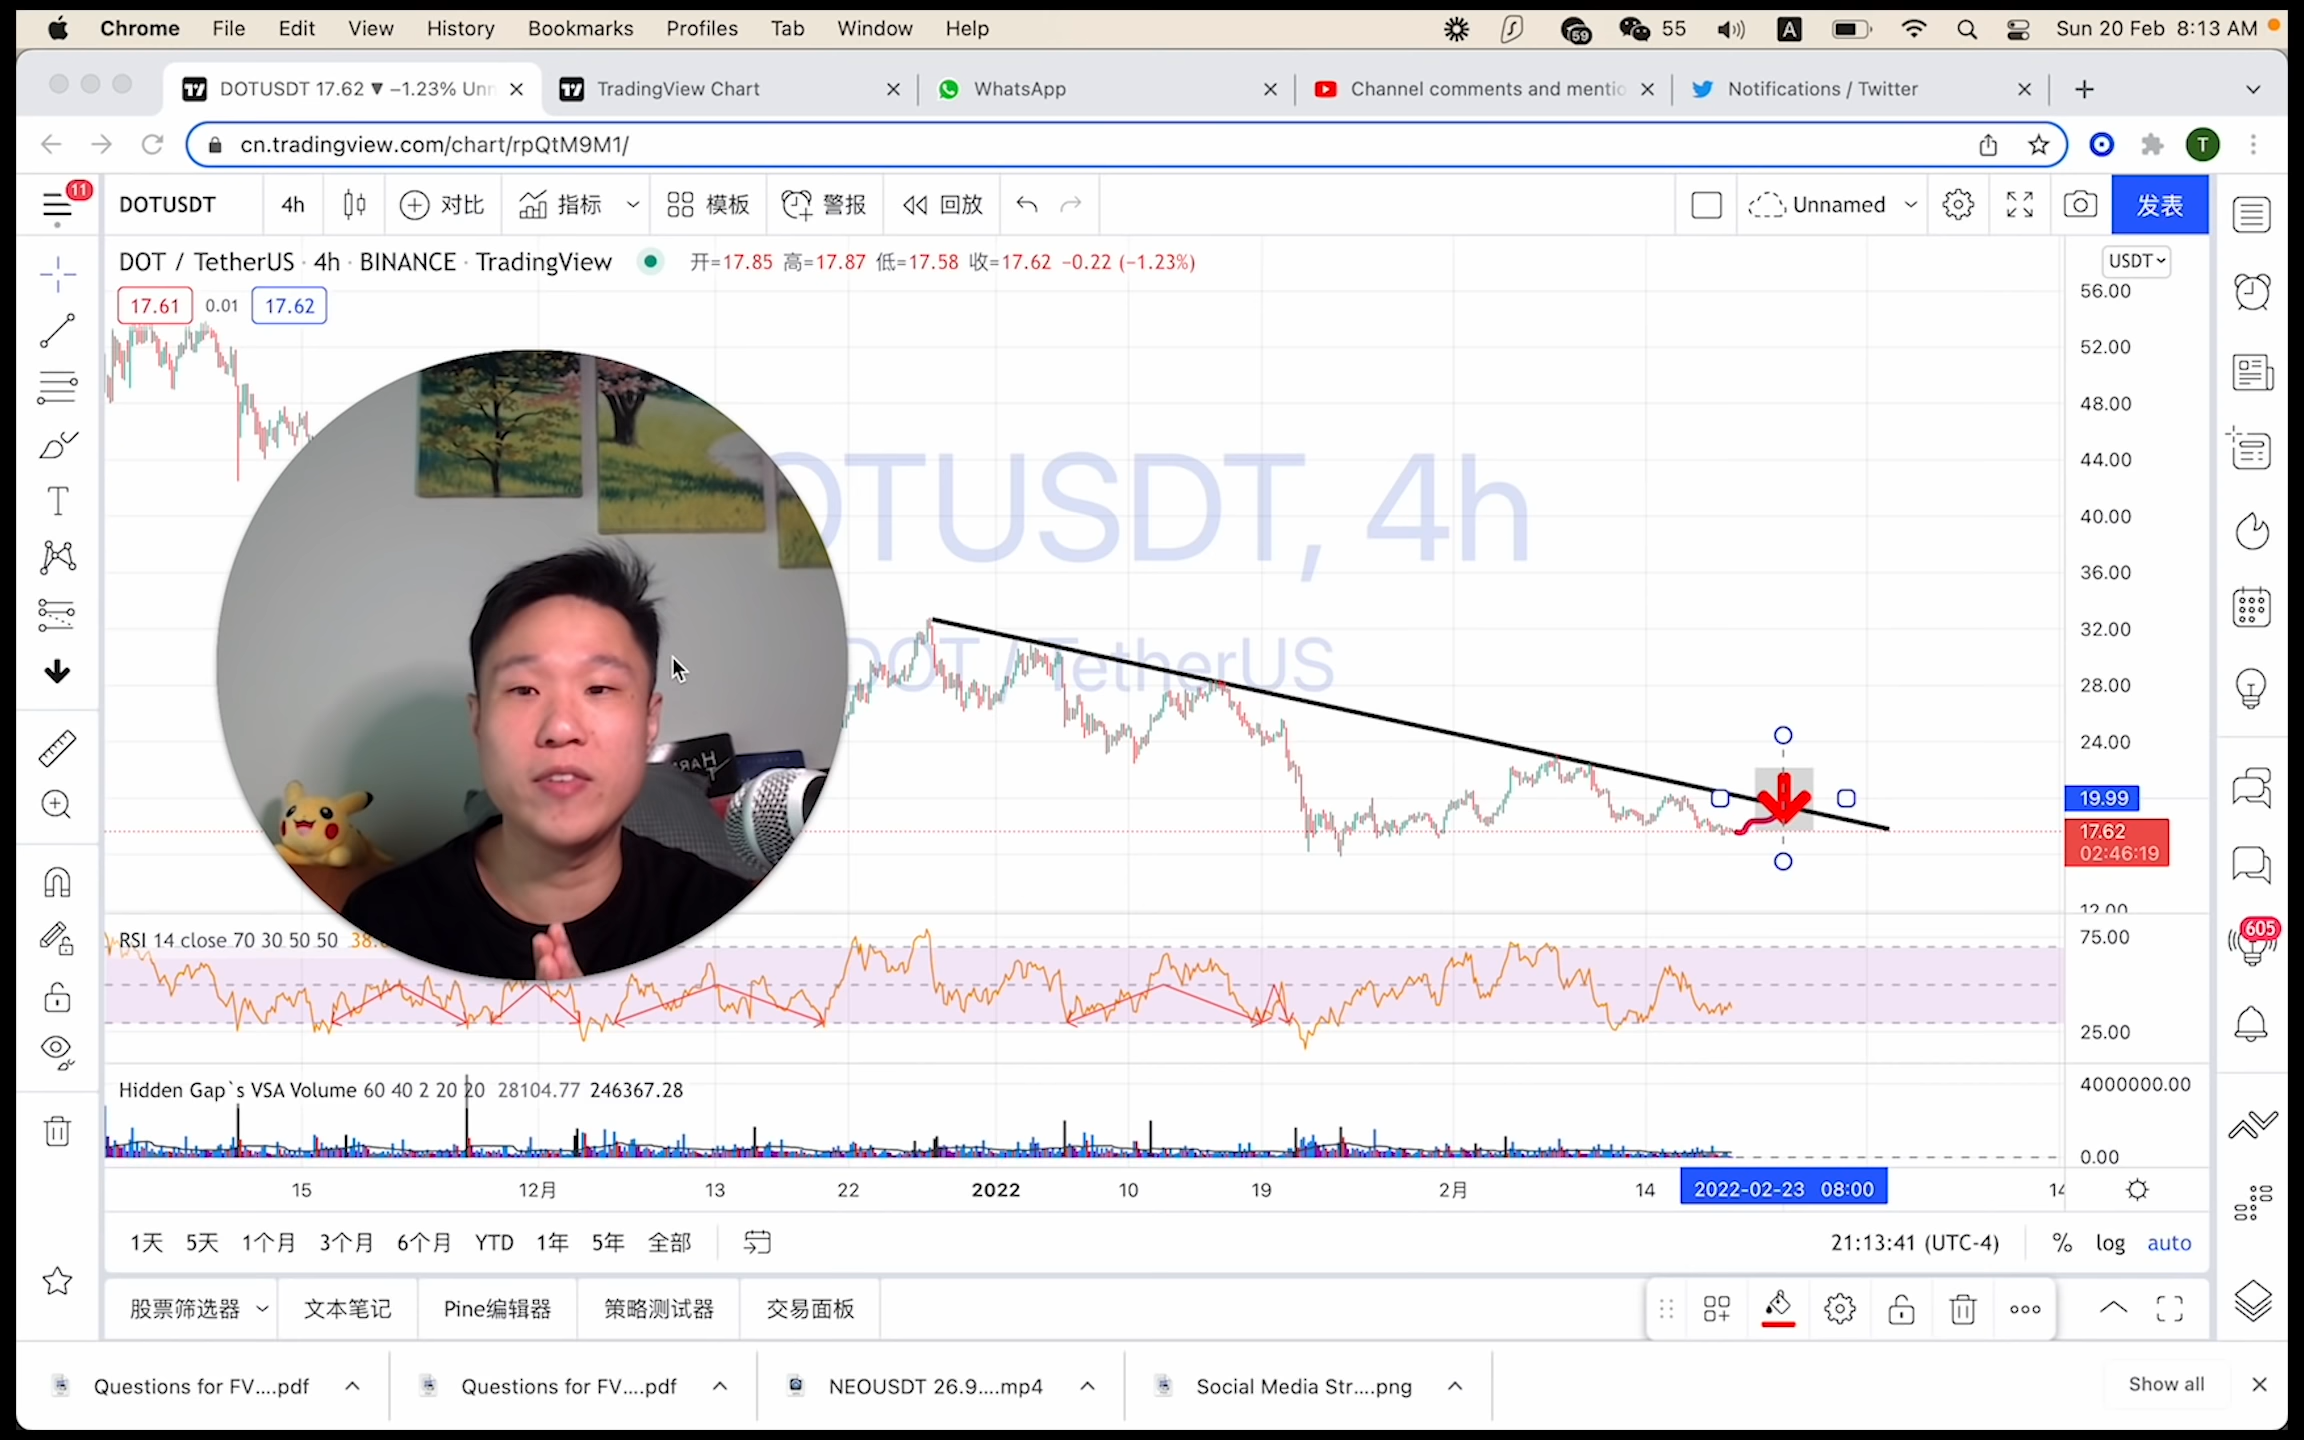 Chrome File Edit View History Bookmarks Profiles Tab Window Help 59 55 A Sun 20 Feb 8:13 AM
DOTUSDT 17.62 ▼ −1.23% TradingView Chart WhatsApp Channel comments and Notifications / Twitter
cn.tradingview.com/chart/rpQtM9M1/ T
11 DOTUSDT 4h 对比 指标 模板 警报 回放 Unnamed 发表
DOT / TetherUS · 4h · BINANCE · TradingView 开=17.85 高=17.87 低=17.58 收=17.62 −0.22 (−1.23%) USDT
17.61 0.01 17.62
56.00
52.00
48.00
44.00
40.00
36.00
32.00
28.00
24.00
19.99
17.62
02:46:19
12.00
OTUSDT, 4h
DOT / TetherUS
RSI 14 close 70 30 50 50
75.00
25.00
605
Hidden Gap`s VSA Volume 60 40 2 20 20 28104.77 246367.28
4000000.00
0.00
15 12月 13 22 2022 10 19 2月 14 2022-02-23 08:00
1天 5天 1个月 3个月 6个月 YTD 1年 5年 全部 21:13:41 (UTC-4) % log auto
股票筛选器 文本笔记 Pine编辑器 策略测试器 交易面板
Questions for FV....pdf Questions for FV....pdf NEOUSDT 26.9....mp4 Social Media Str....png Show all